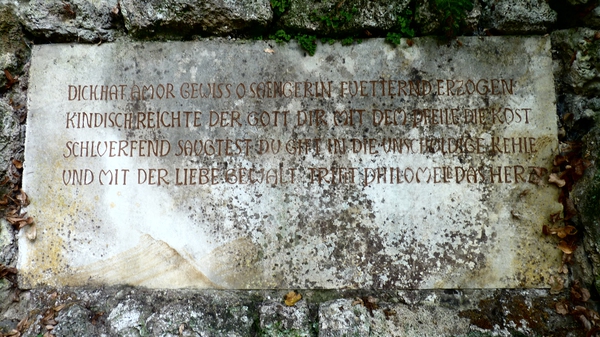 DICH HAT AMOR GEWISS O SAENGERIN FUETTERND ERZOGEN
KINDISCH REICHTE DER GOTT DIR MIT DEM PFEILE DIE KOST
SCHLUERFEND SAUGTEST DU GIFT IN DIE UNSCHULDIGE KEHLE
UND MIT DER LIEBE GEWALT TRIFT PHILOMELE DAS HERZ